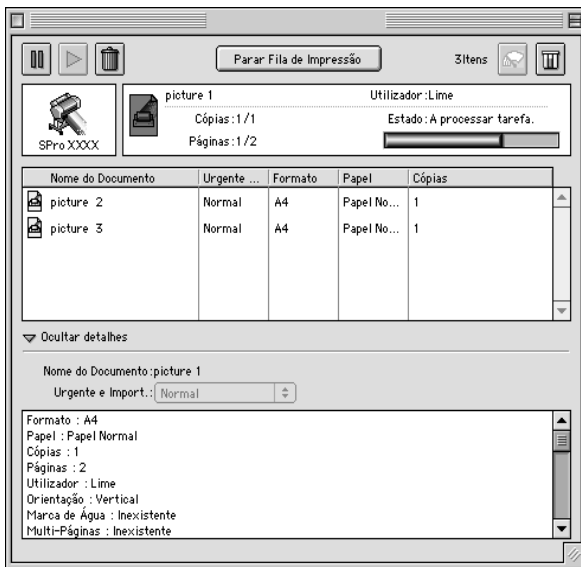 Parar Fila de Impressão
3Itens
SPro XXXX
picture 1
Utilizador :Lime
Cópias :1 /1
Estado :A processar tarefa.
Páginas :1 /2
Nome do Documento Urgente ... Formato Papel Cópias
picture 2 Normal A4 Papel No... 1
picture 3 Normal A4 Papel No... 1
Ocultar detalhes
Nome do Documento :picture 1
Urgente e Import. : Normal
Formato : A4
Papel : Papel Normal
Cópias : 1
Páginas : 2
Utilizador : Lime
Orientação : Vertical
Marca de Água : Inexistente
Multi-Páginas : Inexistente